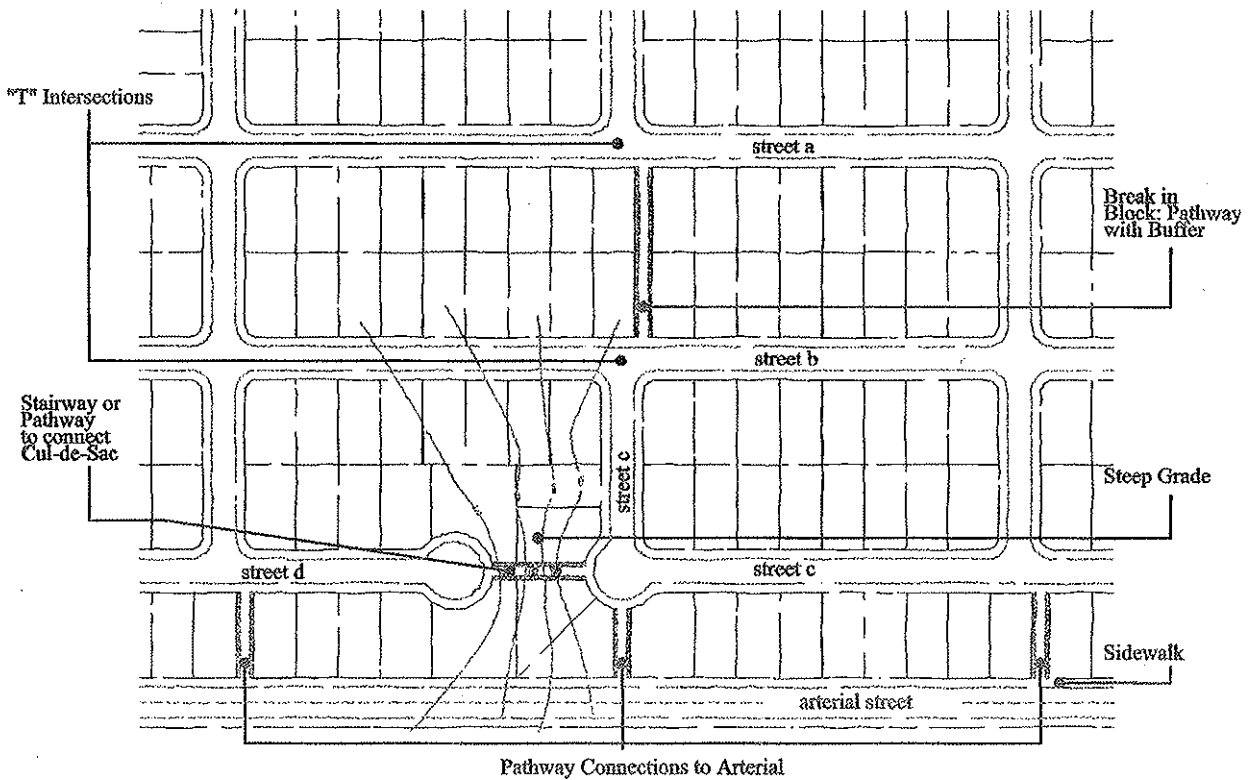 "T" Intersections
street a
Break in
Block: Pathway
with Buffer
street b
Stairway or
Pathway
to connect
Cul-de-Sac
street c
Steep Grade
street d
street c
Sidewalk
arterial street
Pathway Connections to Arterial